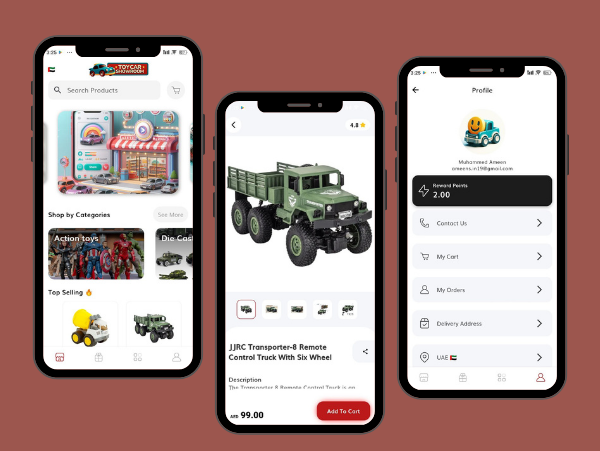 3:25
TOYCAR
SHOWROOM
Search Products
Shop by Categories
See More
Action toys
Die Cas
Top Selling 🔥
4.8
JJRC Transporter-8 Remote
Control Truck With Six Wheel
Description
The Transporter 8 Remote Control Truck is an
AED 99.00
Add To Cart
3:25
Profile
Muhammed Ameen
ameens.in19@gmail.com
Reward Points
2.00
Contact Us
My Cart
My Orders
Delivery Address
UAE 🇦🇪